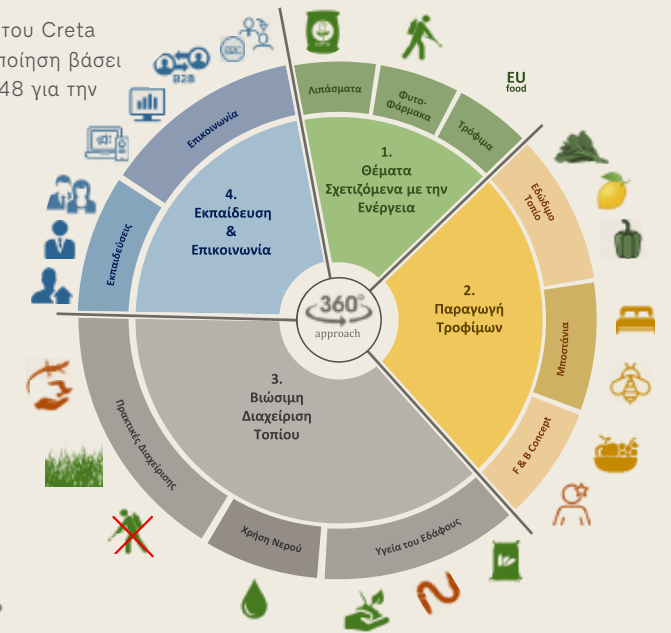 του Creta
ποίηση βάσει
48 για την
B2B
B2C
EU
food
Λιπάσματα
Φυτο-
Φάρμακα
Τρόφιμα
1.
Θέματα
Σχετιζόμενα με την
Ενέργεια
Εδώδιμο
Τοπίο
Μποστάνια
F & B Concept
2.
Παραγωγή
Τροφίμων
Υγεία του Εδάφους
Χρήση Νερού
Πρακτικές Διαχείρισης
3.
Βιώσιμη
Διαχείριση
Τοπίου
Εκπαιδεύσεις
Επικοινωνία
4.
Εκπαίδευση
&
Επικοινωνία
360°
approach